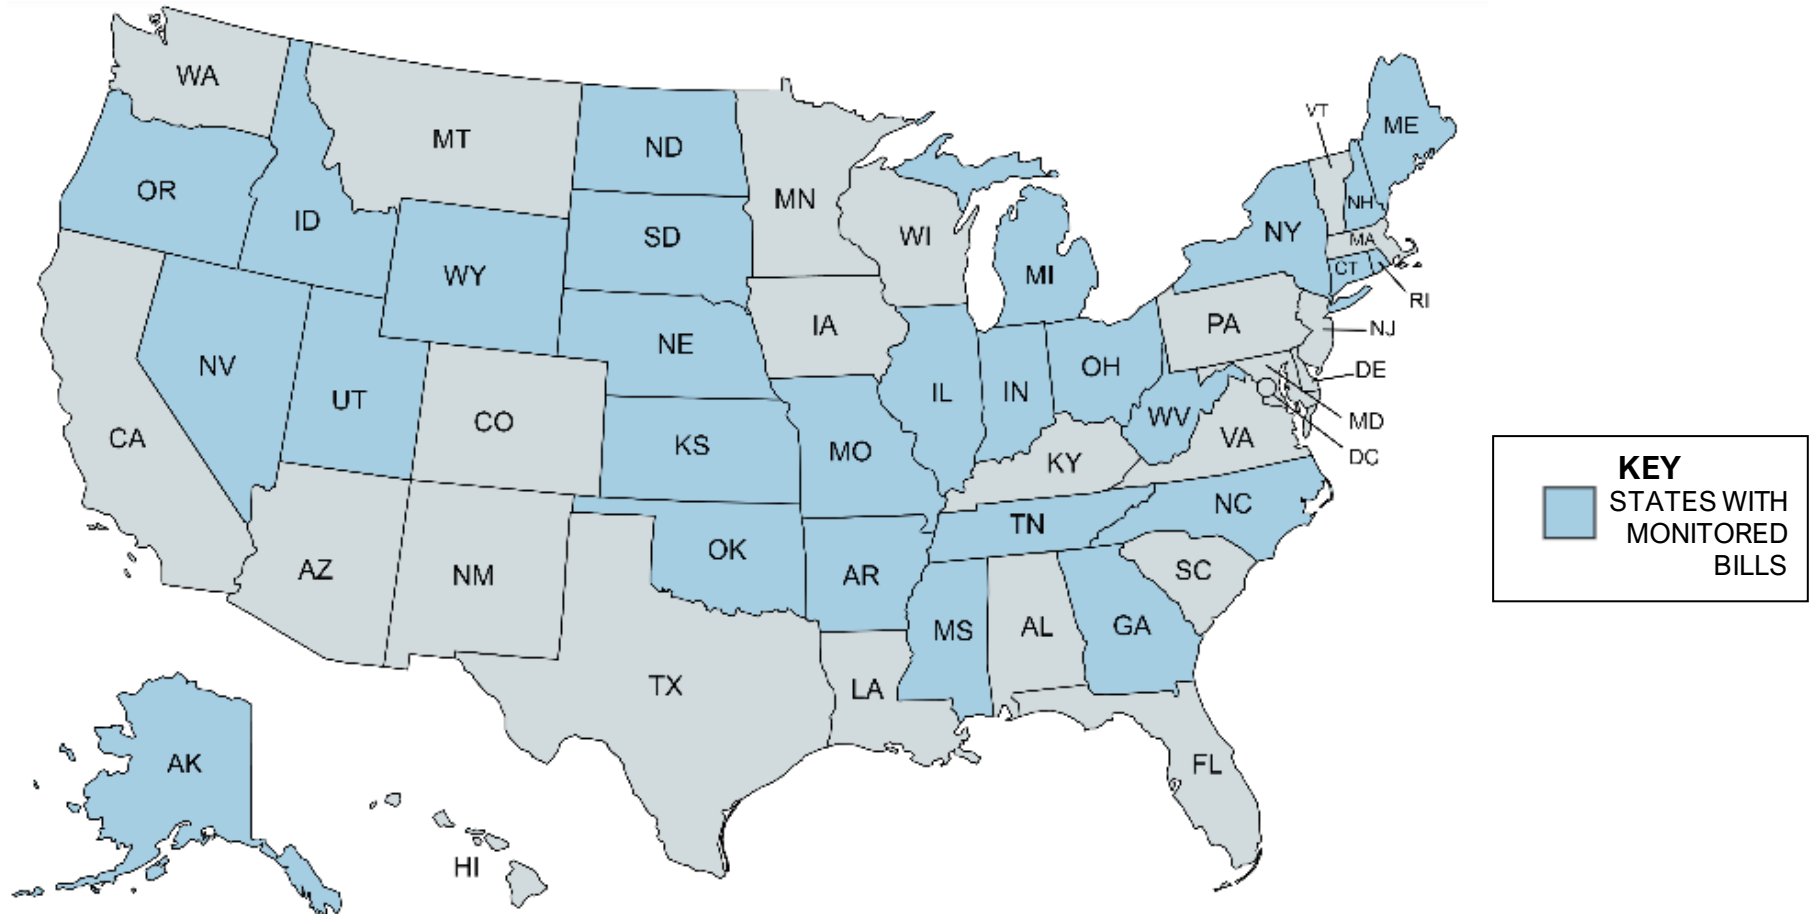 WA
MT
ND
MN
VT
ME
OR
ID
SD
WI
MI
NY
NH
MA
CT
RI
WY
NE
IA
PA
NJ
NV
UT
CO
IL
IN
OH
DE
CA
KS
MO
WV
VA
MD
DC
KY
AZ
NM
OK
AR
TN
NC
SC
MS
AL
GA
TX
LA
FL
AK
HI
KEY
STATES WITH
MONITORED
BILLS